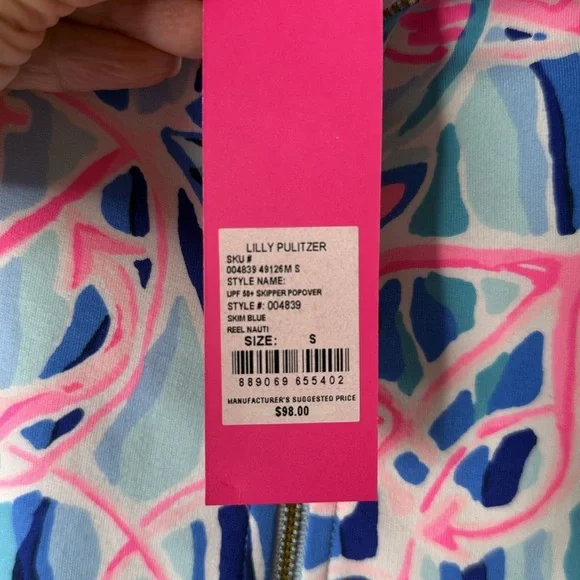 LILLY PULITZER
SKU #
004839 49126M S
STYLE NAME:
UPF 50+ SKIPPER POPOVER
STYLE #: 004839
SKIM BLUE
REEL NAUTI
SIZE: S
889069 655402
MANUFACTURER'S SUGGESTED PRICE
$98.00